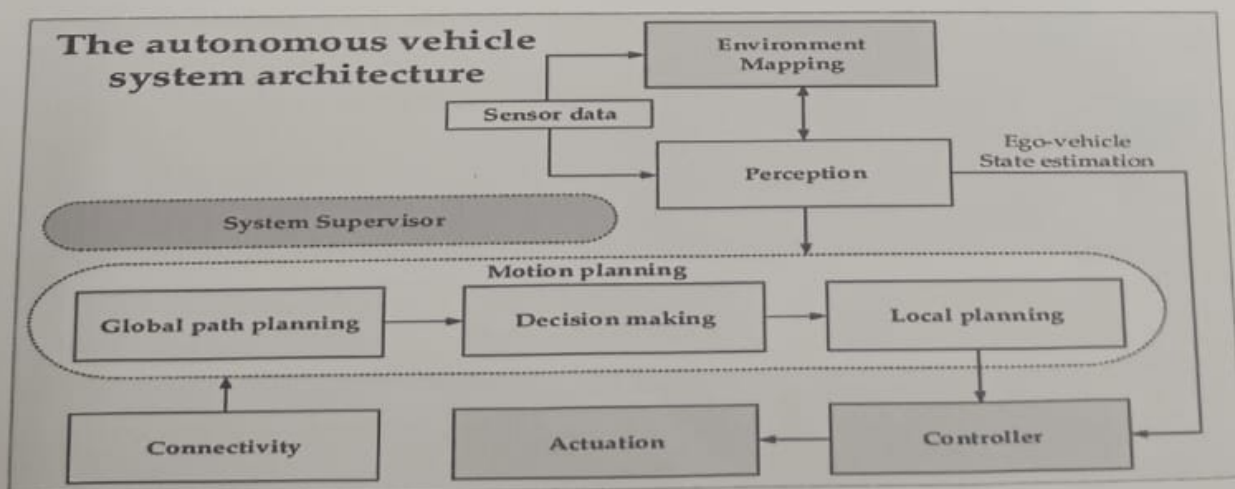 The autonomous vehicle
system architecture
Environment
Mapping
Sensor data
Ego-vehicle
State estimation
Perception
System Supervisor
Motion planning
Global path planning
Decision making
Local planning
Connectivity
Actuation
Controller